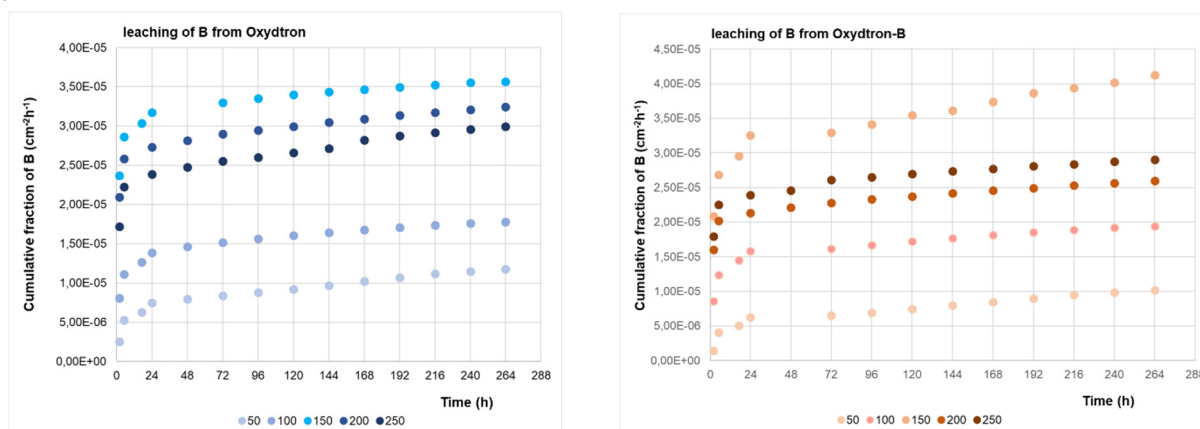 leaching of B from Oxydtron
4,00E-05
3,50E-05
3,00E-05
2,50E-05
2,00E-05
1,50E-05
1,00E-05
5,00E-06
0,00E+00
Cumulative fraction of B (cm⁻²h⁻¹)
0 24 48 72 96 120 144 168 192 216 240 264 288
Time (h)
50 100 150 200 250
leaching of B from Oxydtron-B
4,50E-05
4,00E-05
3,50E-05
3,00E-05
2,50E-05
2,00E-05
1,50E-05
1,00E-05
5,00E-06
0,00E+00
Cumulative fraction of B (cm⁻²h⁻¹)
0 24 48 72 96 120 144 168 192 216 240 264 288
Time (h)
50 100 150 200 250